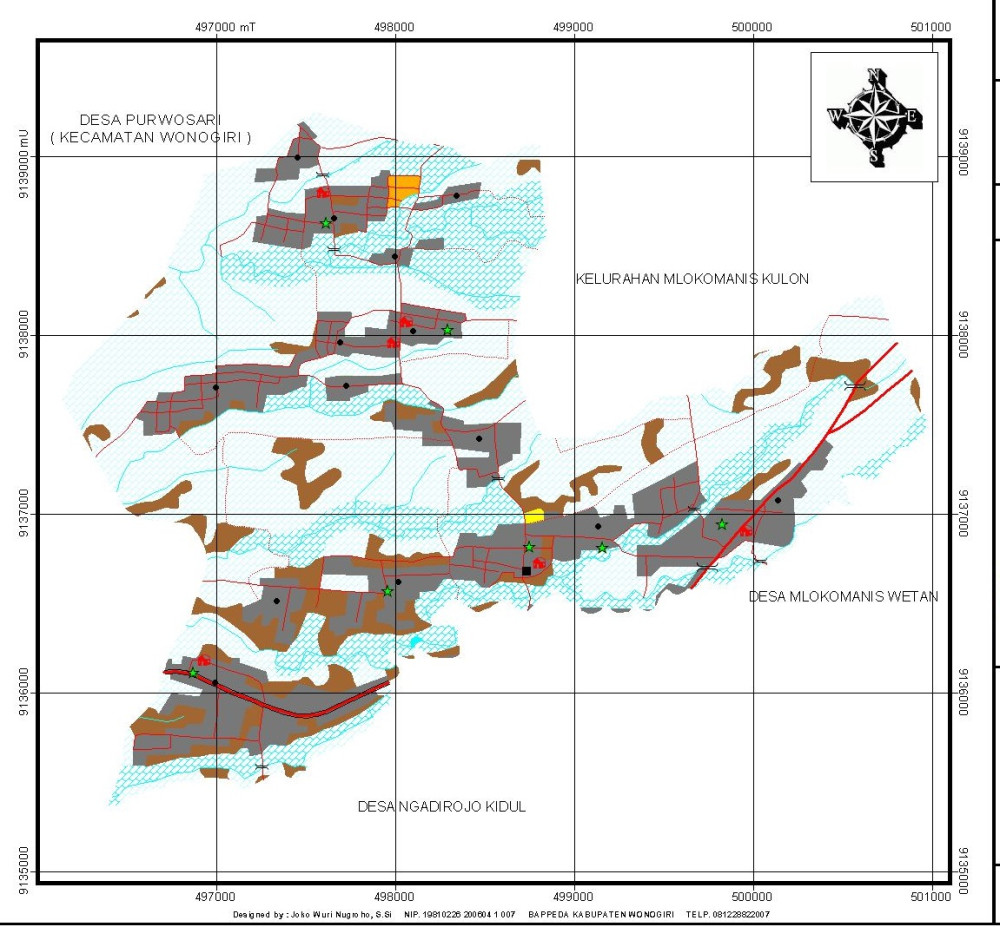 497000 mT
498000
499000
500000
501000
DESA PURWOSARI
( KECAMATAN WONOGIRI )
N
W E
S
9139000 mU
9139000
KELURAHAN MLOKOMANIS KULON
9138000
9138000
9137000
9137000
DESA MLOKOMANIS WETAN
9136000
9136000
DESA NGADIROJO KIDUL
9135000
9135000
497000
498000
499000
500000
501000
Designed by : Joko Wuri Nugroho, S.Si NIP. 19810226 200604 1 007 BAPPEDA KABUPATEN WONOGIRI TELP. 081228822007